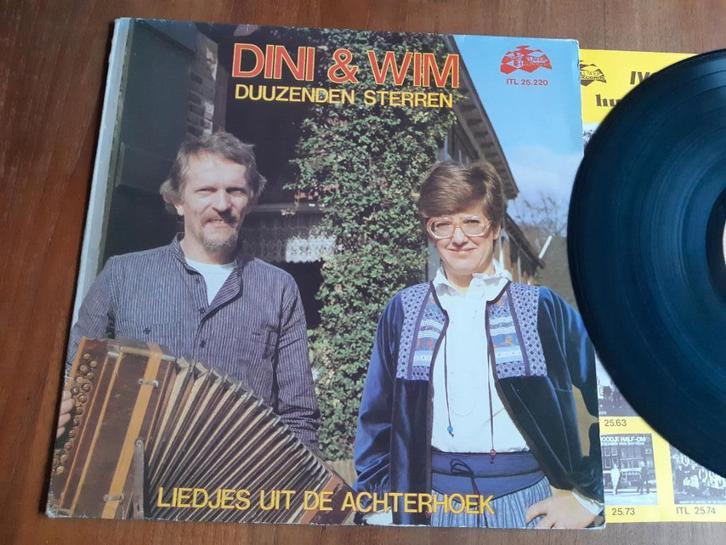 DINI & WIM
DUUZENDEN STERREN
ITL 25.220
LIEDJES UIT DE ACHTERHOEK
25.63
25.73
ITL 25.74